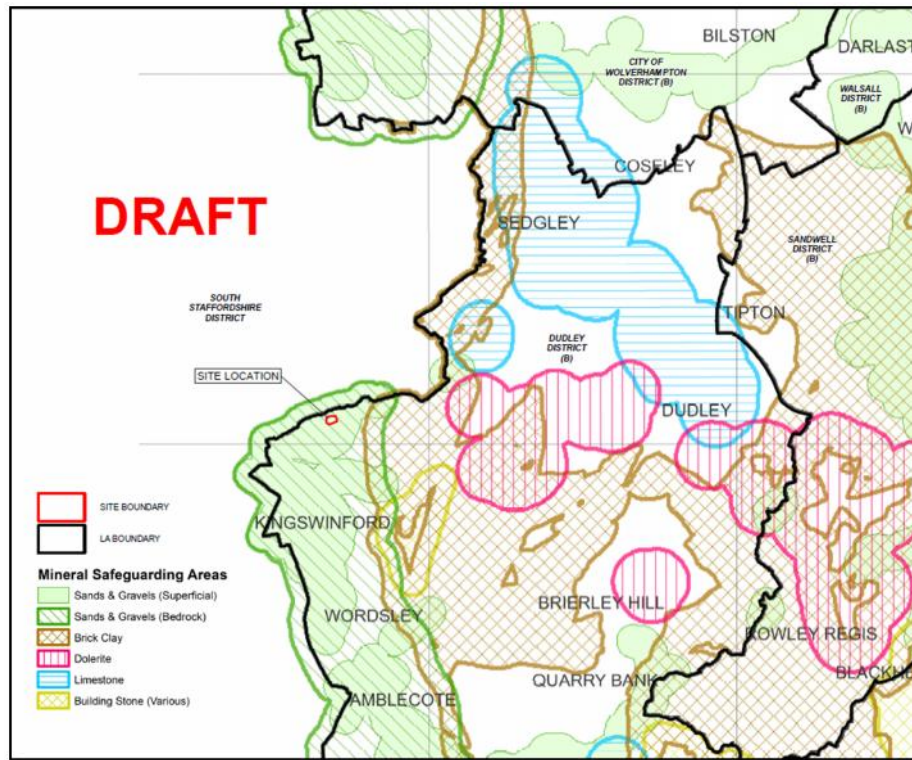 BILSTON
DARLAST
CITY OF
WOLVERHAMPTON
DISTRICT (B)
WALSALL
DISTRICT
(B)
W
COSELEY
DRAFT
SEDGLEY
SANDWELL
DISTRICT
(B)
SOUTH
STAFFORDSHIRE
DISTRICT
TIPTON
DUDLEY
DISTRICT
(B)
SITE LOCATION
DUDLEY
SITE BOUNDARY
KINGSWINFORD
LA BOUNDARY
Mineral Safeguarding Areas
Sands & Gravels (Superficial)
Sands & Gravels (Bedrock)
Brick Clay
Dolerite
Limestone
Building Stone (Various)
WORDSLEY
BRIERLEY HILL
ROWLEY REGIS
QUARRY BANK
BLACKHE
AMBLECOTE